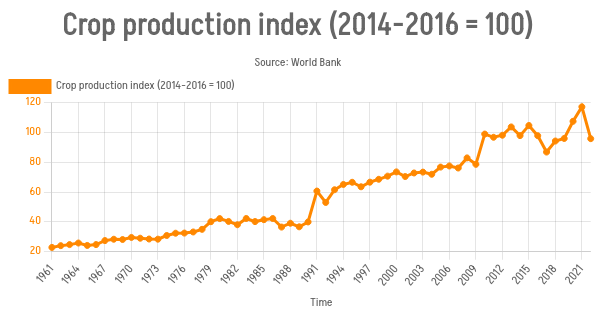 Crop production index (2014-2016 = 100)
Source: World Bank
Crop production index (2014-2016 = 100)
120
100
80
60
40
20
1961 1964 1967 1970 1973 1976 1979 1982 1985 1988 1991 1994 1997 2000 2003 2006 2009 2012 2015 2018 2021
Time